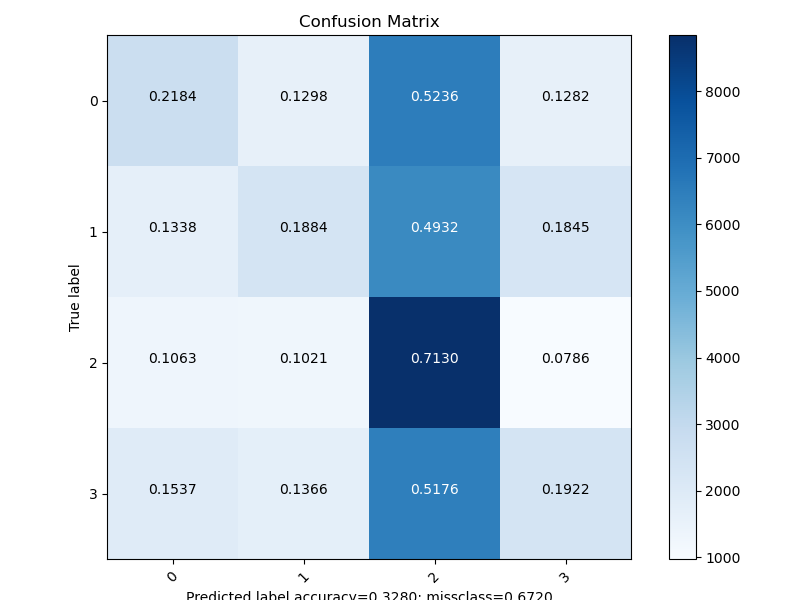 Confusion Matrix
0
0.2184 0.1298 0.5236 0.1282
1
0.1338 0.1884 0.4932 0.1845
2
0.1063 0.1021 0.7130 0.0786
3
0.1537 0.1366 0.5176 0.1922
0 1 2 3
True label
Predicted label accuracy=0.3280; missclass=0.6720
8000
7000
6000
5000
4000
3000
2000
1000